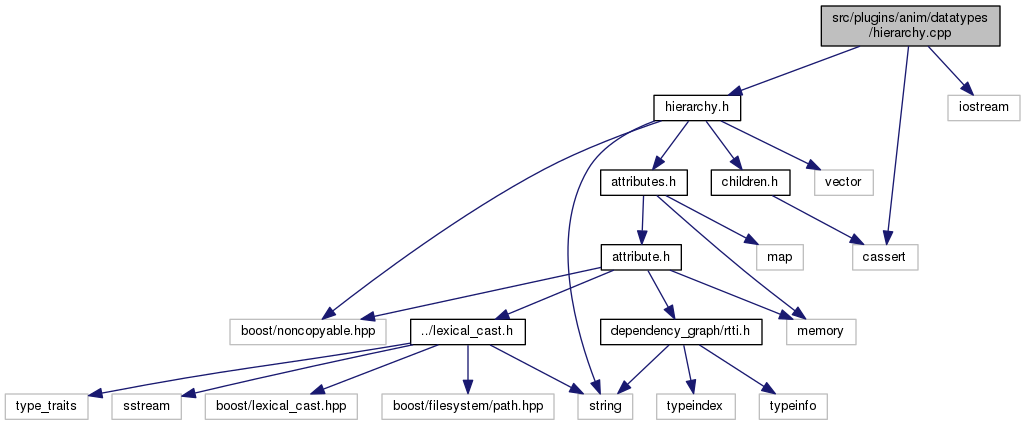 src/plugins/anim/datatypes
/hierarchy.cpp
hierarchy.h
iostream
attributes.h
children.h
vector
attribute.h
map
cassert
boost/noncopyable.hpp
../lexical_cast.h
dependency_graph/rtti.h
memory
type_traits
sstream
boost/lexical_cast.hpp
boost/filesystem/path.hpp
string
typeindex
typeinfo